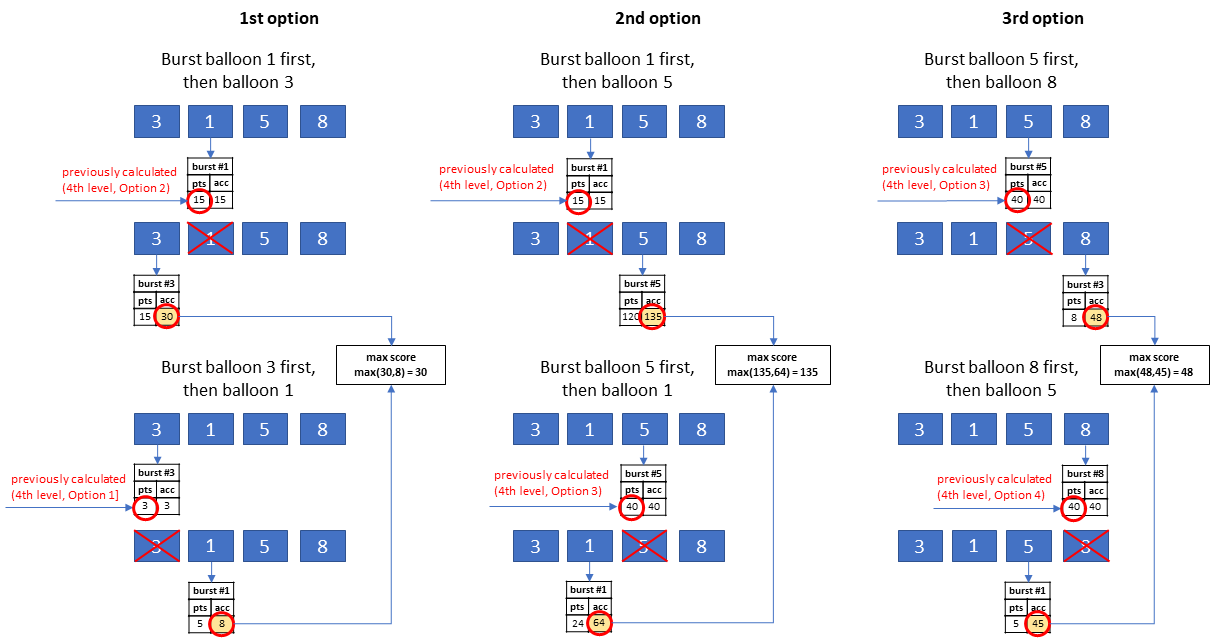 1st option
2nd option
3rd option
Burst balloon 1 first,
then balloon 3
Burst balloon 1 first,
then balloon 5
Burst balloon 5 first,
then balloon 8
3 1 5 8
3 1 5 8
3 1 5 8
previously calculated
(4th level, Option 2)
burst #1
pts acc
15 15
previously calculated
(4th level, Option 2)
burst #1
pts acc
15 15
previously calculated
(4th level, Option 3)
burst #5
pts acc
40 40
3 1 5 8
3 1 5 8
3 1 5 8
burst #3
pts acc
15 30
burst #5
pts acc
120 135
burst #3
pts acc
8 48
max score
max(30,8) = 30
max score
max(135,64) = 135
max score
max(48,45) = 48
Burst balloon 3 first,
then balloon 1
Burst balloon 5 first,
then balloon 1
Burst balloon 8 first,
then balloon 5
3 1 5 8
3 1 5 8
3 1 5 8
previously calculated
(4th level, Option 1]
burst #3
pts acc
3 3
previously calculated
(4th level, Option 3)
burst #5
pts acc
40 40
previously calculated
(4th level, Option 4)
burst #8
pts acc
40 40
3 1 5 8
3 1 5 8
3 1 5 8
burst #1
pts acc
5 8
burst #1
pts acc
24 64
burst #1
pts acc
5 45